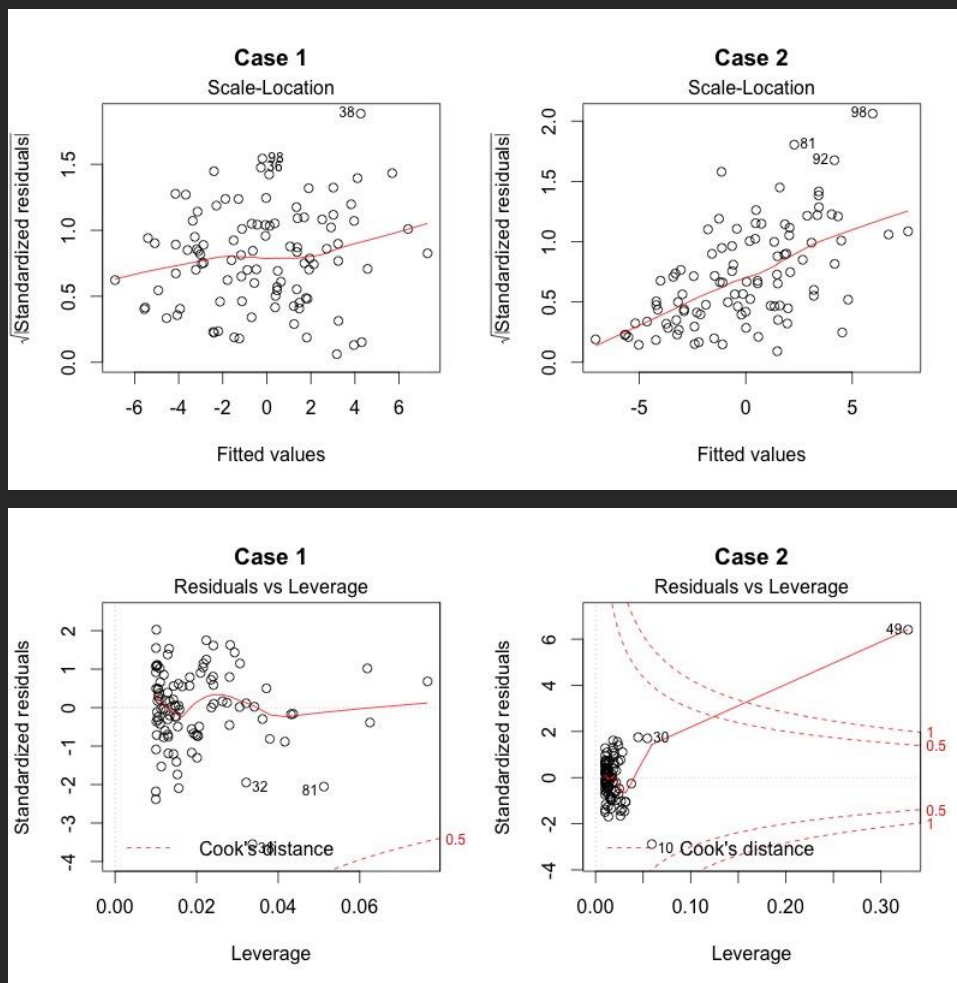 Case 1
Scale-Location
√|Standardized residuals|
0.0 0.5 1.0 1.5
38
98
36
-6 -4 -2 0 2 4 6
Fitted values
Case 2
Scale-Location
√|Standardized residuals|
0.0 0.5 1.0 1.5 2.0
98
81
92
-5 0 5
Fitted values
Case 1
Residuals vs Leverage
Standardized residuals
-4 -3 -2 -1 0 1 2
32
81
0.5
Cook's distance
0.00 0.02 0.04 0.06
Leverage
Case 2
Residuals vs Leverage
Standardized residuals
-4 -2 0 2 4 6
49
30
1
0.5
0.5
1
10
Cook's distance
0.00 0.10 0.20 0.30
Leverage